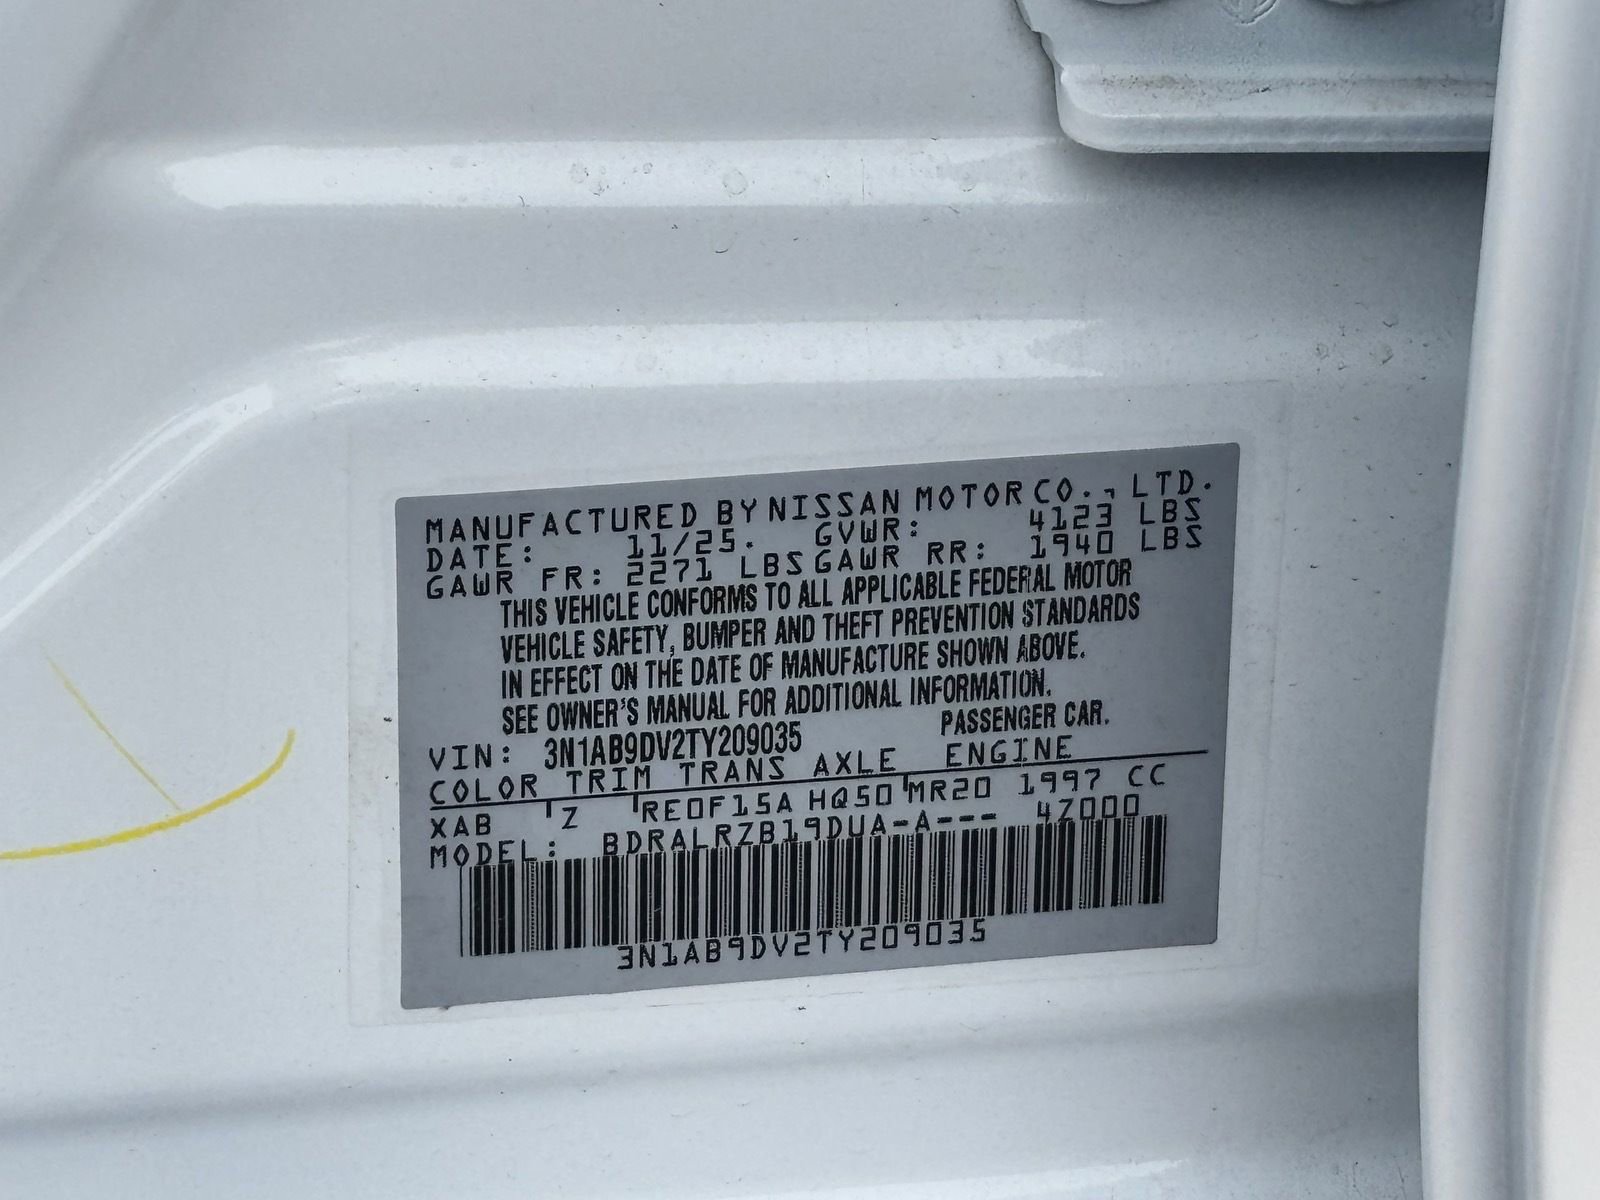 MANUFACTURED BY NISSAN MOTOR CO., LTD.
DATE: 11/25. GVWR: 4123 LBS
GAWR FR: 2271 LBS GAWR RR: 1940 LBS
THIS VEHICLE CONFORMS TO ALL APPLICABLE FEDERAL MOTOR
VEHICLE SAFETY, BUMPER AND THEFT PREVENTION STANDARDS
IN EFFECT ON THE DATE OF MANUFACTURE SHOWN ABOVE.
SEE OWNER'S MANUAL FOR ADDITIONAL INFORMATION.
VIN: 3N1AB9DV2TY209035 PASSENGER CAR.
COLOR TRIM TRANS AXLE ENGINE
XAB Z RE0F15A HQ50 MR20 1997 CC
MODEL: BDRALRZB19DUA-A--- 4Z000
3N1AB9DV2TY209035